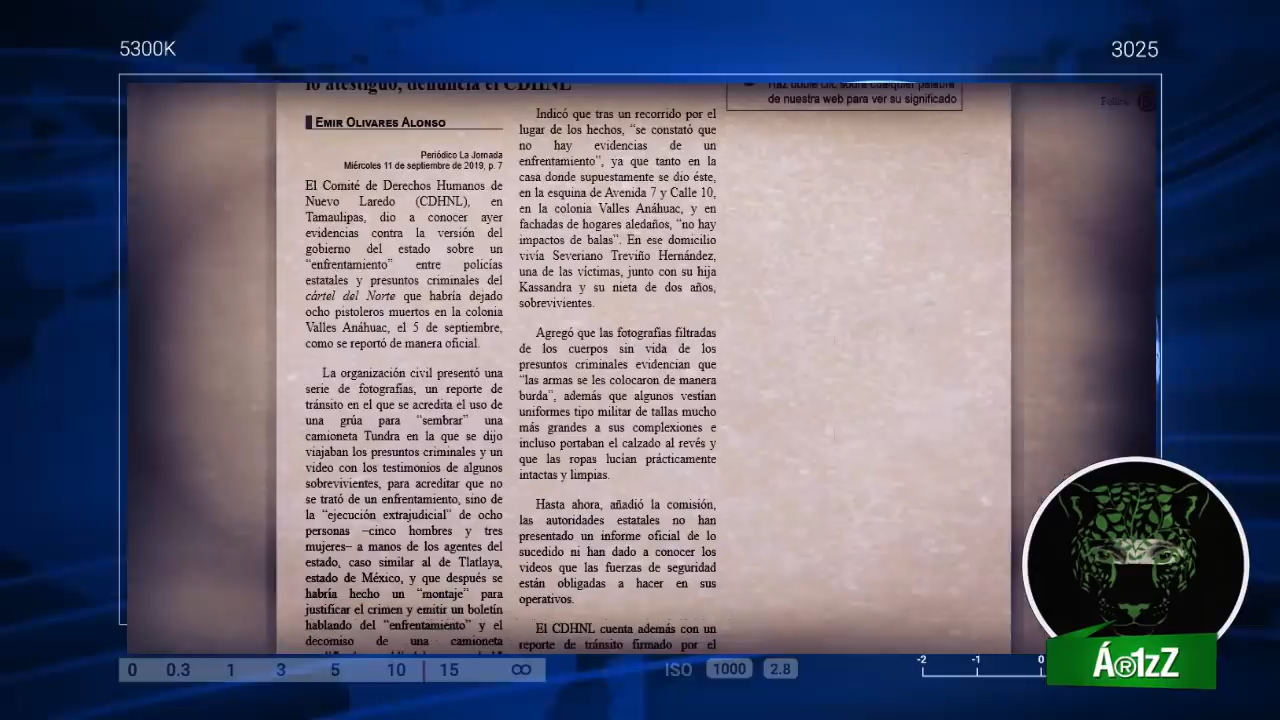 5300K
3025
lo atestiguó, denuncia el CDHNL
Haz doble clic sobre cualquier palabra
de nuestra web para ver su significado
EMIR OLIVARES ALONSO
Periódico La Jornada
Miércoles 11 de septiembre de 2019, p. 7
El Comité de Derechos Humanos de
Nuevo Laredo (CDHNL), en
Tamaulipas, dio a conocer ayer
evidencias contra la versión del
gobierno del estado sobre un
“enfrentamiento” entre policías
estatales y presuntos criminales del
cártel del Norte que habría dejado
ocho pistoleros muertos en la colonia
Valles Anáhuac, el 5 de septiembre,
como se reportó de manera oficial.
La organización civil presentó una
serie de fotografías, un reporte de
tránsito en el que se acredita el uso de
una grúa para “sembrar” una
camioneta Tundra en la que se dijo
viajaban los presuntos criminales y un
video con los testimonios de algunos
sobrevivientes, para acreditar que no
se trató de un enfrentamiento, sino de
la “ejecución extrajudicial” de ocho
personas –cinco hombres y tres
mujeres– a manos de los agentes del
estado, caso similar al de Tlatlaya,
estado de México, y que después se
habría hecho un “montaje” para
justificar el crimen y emitir un boletín
hablando del “enfrentamiento” y el
decomiso de una camioneta
Indicó que tras un recorrido por el
lugar de los hechos, “se constató que
no hay evidencias de un
enfrentamiento”, ya que tanto en la
casa donde supuestamente se dio éste,
en la esquina de Avenida 7 y Calle 10,
en la colonia Valles Anáhuac, y en
fachadas de hogares aledaños, “no hay
impactos de balas”. En ese domicilio
vivía Severiano Treviño Hernández,
una de las víctimas, junto con su hija
Kassandra y su nieta de dos años,
sobrevivientes.
Agregó que las fotografías filtradas
de los cuerpos sin vida de los
presuntos criminales evidencian que
“las armas se les colocaron de manera
burda”, además que algunos vestían
uniformes tipo militar de tallas mucho
más grandes a sus complexiones e
incluso portaban el calzado al revés y
que las ropas lucían prácticamente
intactas y limpias.
Hasta ahora, añadió la comisión,
las autoridades estatales no han
presentado un informe oficial de lo
sucedido ni han dado a conocer los
videos que las fuerzas de seguridad
están obligadas a hacer en sus
operativos.
El CDHNL cuenta además con un
reporte de tránsito firmado por el
0 0.3 1 3 5 10 15 ∞
ISO 1000 2.8
-2 -1 0
Á®1zZ